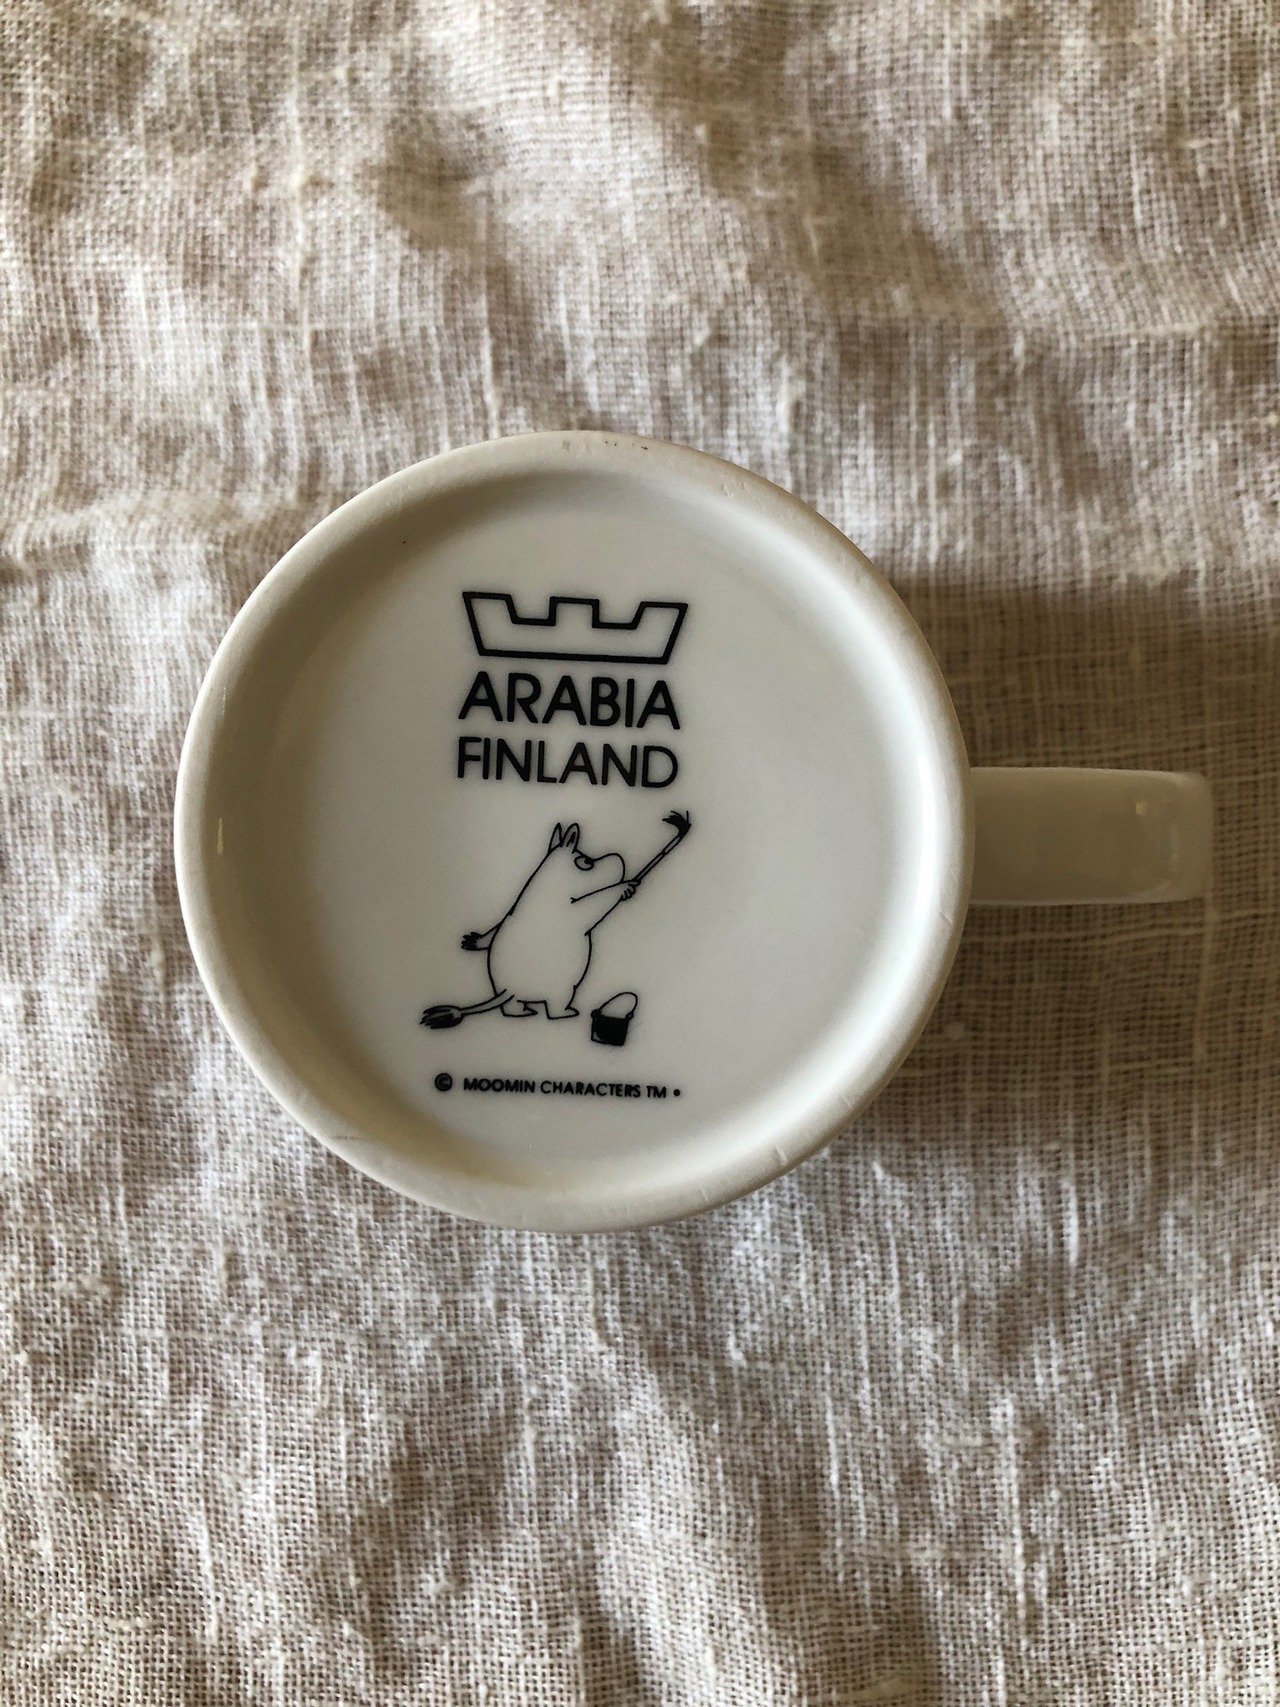 ARABIA
FINLAND
© MOOMIN CHARACTERS TM •